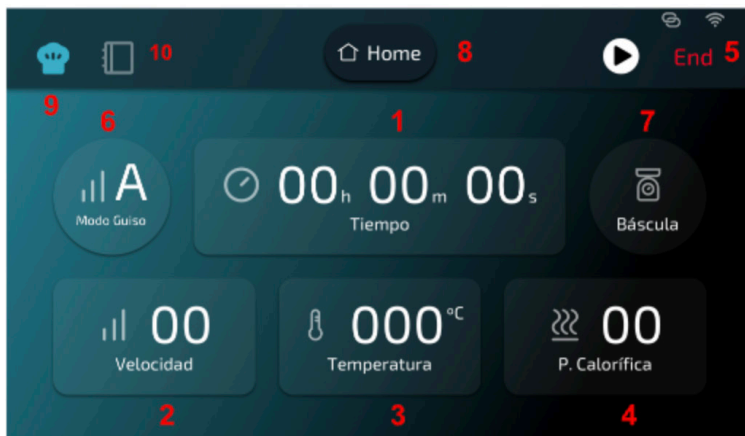 10
Home
8
End
5
9
6
1
7
A
Modo Guiso
00h 00m 00s
Tiempo
Báscula
00
Velocidad
000°C
Temperatura
00
P. Calorífica
2
3
4